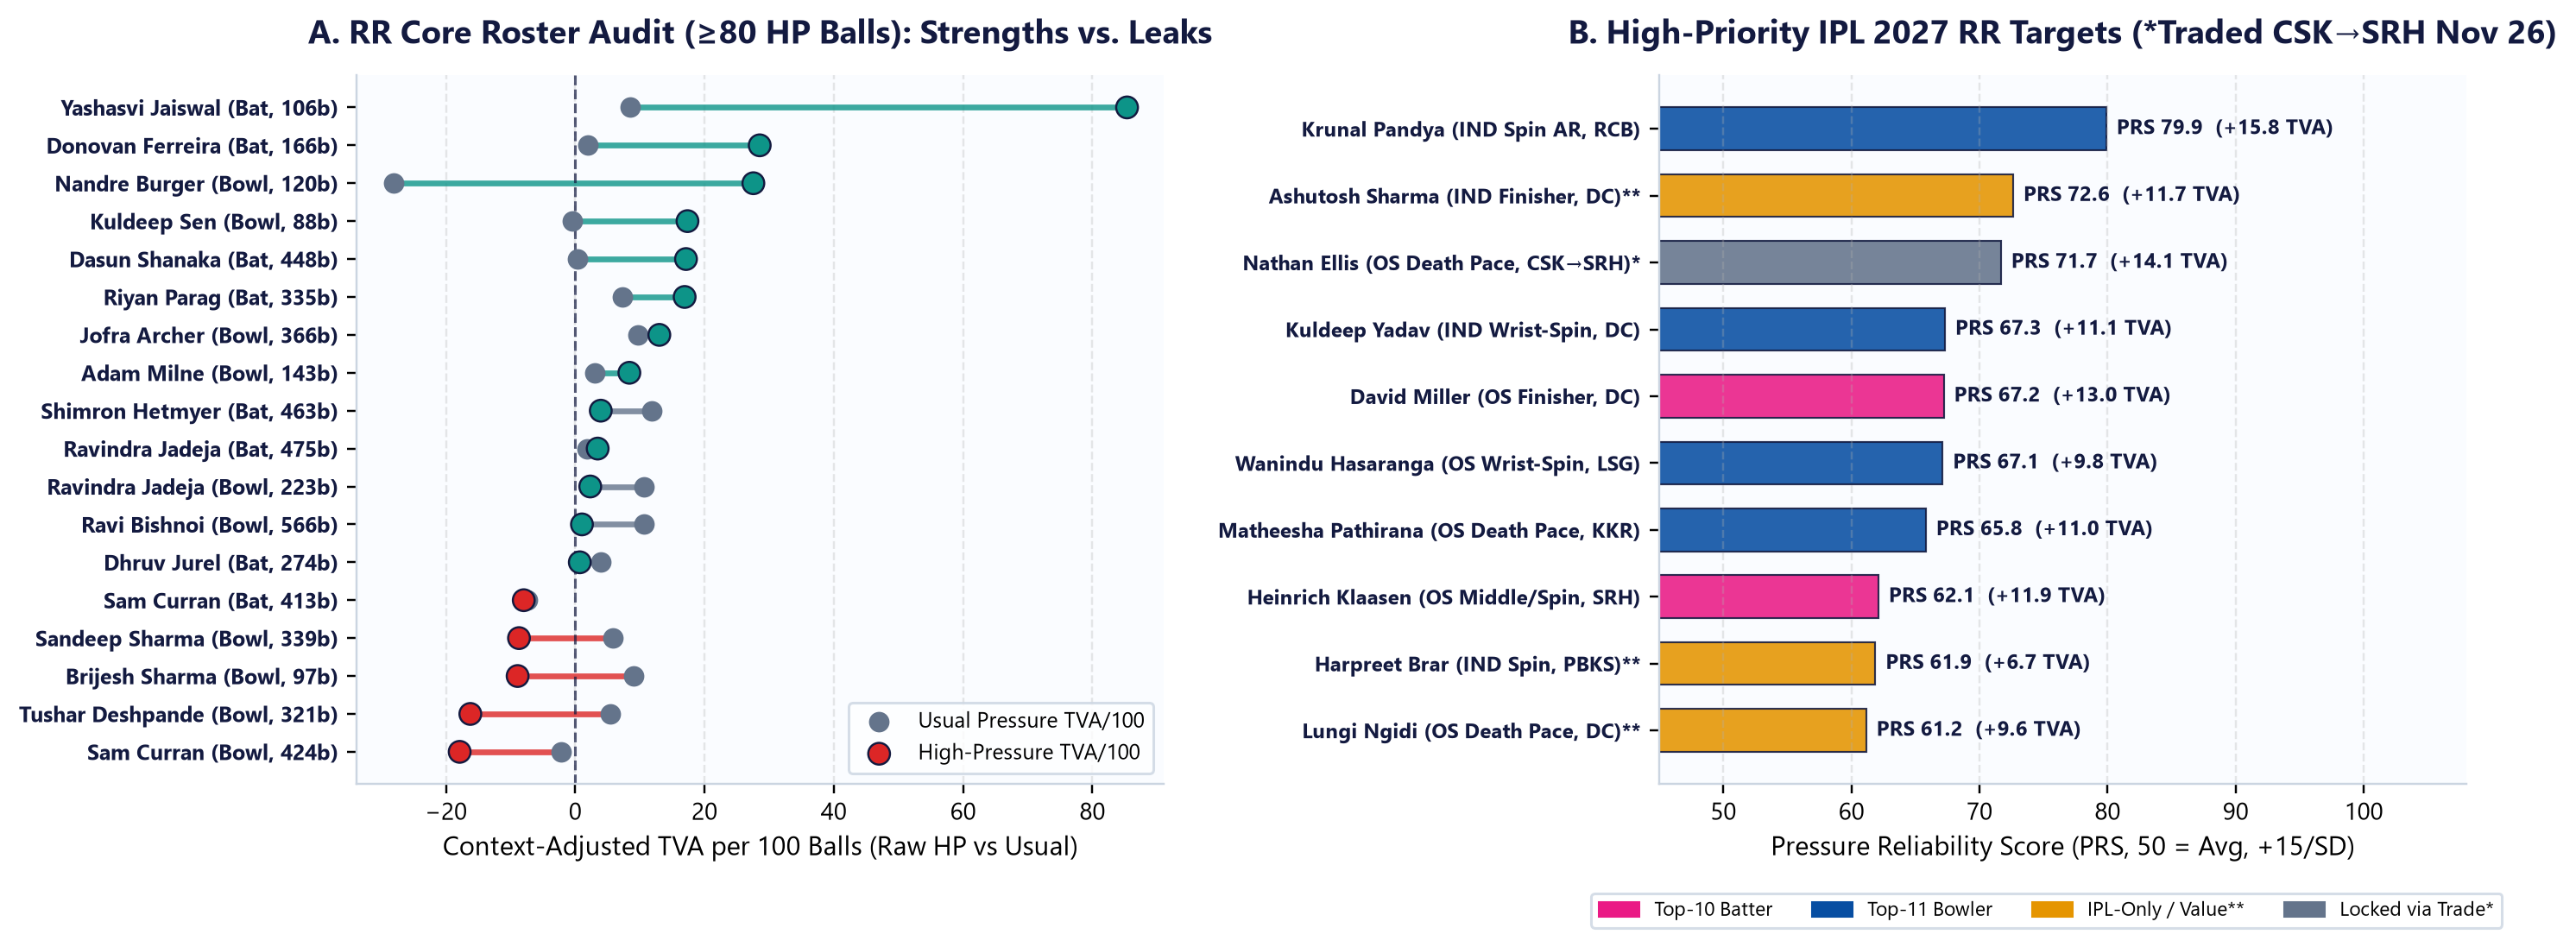 A. RR Core Roster Audit (≥80 HP Balls): Strengths vs. Leaks
Yashasvi Jaiswal (Bat, 106b)
Donovan Ferreira (Bat, 166b)
Nandre Burger (Bowl, 120b)
Kuldeep Sen (Bowl, 88b)
Dasun Shanaka (Bat, 448b)
Riyan Parag (Bat, 335b)
Jofra Archer (Bowl, 366b)
Adam Milne (Bowl, 143b)
Shimron Hetmyer (Bat, 463b)
Ravindra Jadeja (Bat, 475b)
Ravindra Jadeja (Bowl, 223b)
Ravi Bishnoi (Bowl, 566b)
Dhruv Jurel (Bat, 274b)
Sam Curran (Bat, 413b)
Sandeep Sharma (Bowl, 339b)
Brijesh Sharma (Bowl, 97b)
Tushar Deshpande (Bowl, 321b)
Sam Curran (Bowl, 424b)
Usual Pressure TVA/100
High-Pressure TVA/100
−20 0 20 40 60 80
Context-Adjusted TVA per 100 Balls (Raw HP vs Usual)
B. High-Priority IPL 2027 RR Targets (*Traded CSK→SRH Nov 26)
Krunal Pandya (IND Spin AR, RCB) PRS 79.9 (+15.8 TVA)
Ashutosh Sharma (IND Finisher, DC)** PRS 72.6 (+11.7 TVA)
Nathan Ellis (OS Death Pace, CSK→SRH)* PRS 71.7 (+14.1 TVA)
Kuldeep Yadav (IND Wrist-Spin, DC) PRS 67.3 (+11.1 TVA)
David Miller (OS Finisher, DC) PRS 67.2 (+13.0 TVA)
Wanindu Hasaranga (OS Wrist-Spin, LSG) PRS 67.1 (+9.8 TVA)
Matheesha Pathirana (OS Death Pace, KKR) PRS 65.8 (+11.0 TVA)
Heinrich Klaasen (OS Middle/Spin, SRH) PRS 62.1 (+11.9 TVA)
Harpreet Brar (IND Spin, PBKS)** PRS 61.9 (+6.7 TVA)
Lungi Ngidi (OS Death Pace, DC)** PRS 61.2 (+9.6 TVA)
50 60 70 80 90 100
Pressure Reliability Score (PRS, 50 = Avg, +15/SD)
Top-10 Batter Top-11 Bowler IPL-Only / Value** Locked via Trade*